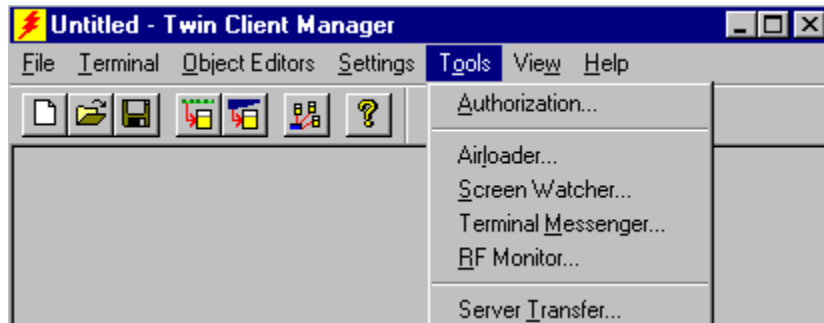 Untitled - Twin Client Manager
File Terminal Object Editors Settings Tools View Help
Authorization...
Airloader...
Screen Watcher...
Terminal Messenger...
RF Monitor...
Server Transfer...